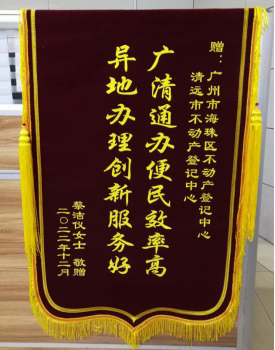 赠：广州市海珠区不动产登记中心
清远市不动产登记中心
广清通办便民效率高
异地办理创新服务好
黎洁仪女士 敬赠
二〇二二年十二月